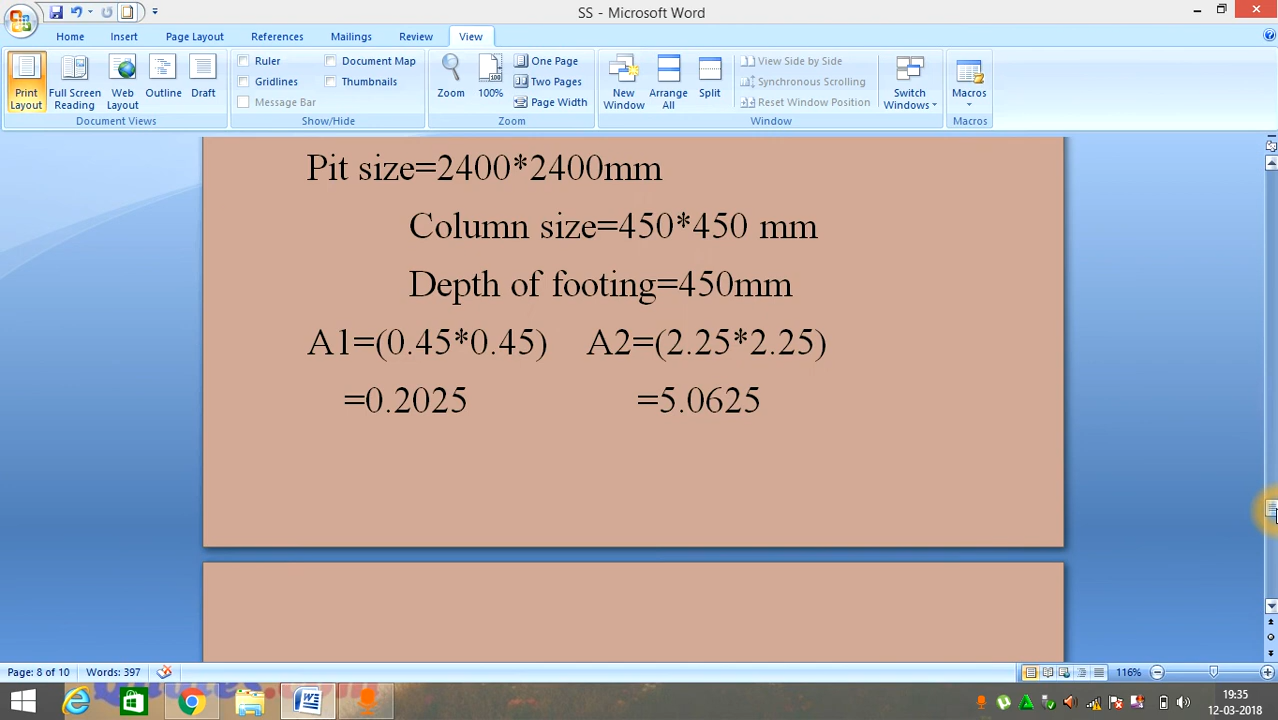 SS - Microsoft Word
Home Insert Page Layout References Mailings Review View
Print Layout
Full Screen Reading
Web Layout
Outline
Draft
Document Views
Ruler
Gridlines
Message Bar
Document Map
Thumbnails
Show/Hide
Zoom
100%
One Page
Two Pages
Page Width
Zoom
New Window
Arrange All
Split
View Side by Side
Synchronous Scrolling
Reset Window Position
Switch Windows
Window
Macros
Macros
Pit size=2400*2400mm
Column size=450*450 mm
Depth of footing=450mm
A1=(0.45*0.45) A2=(2.25*2.25)
=0.2025 =5.0625
Page: 8 of 10 Words: 397 116%
19:35
12-03-2018